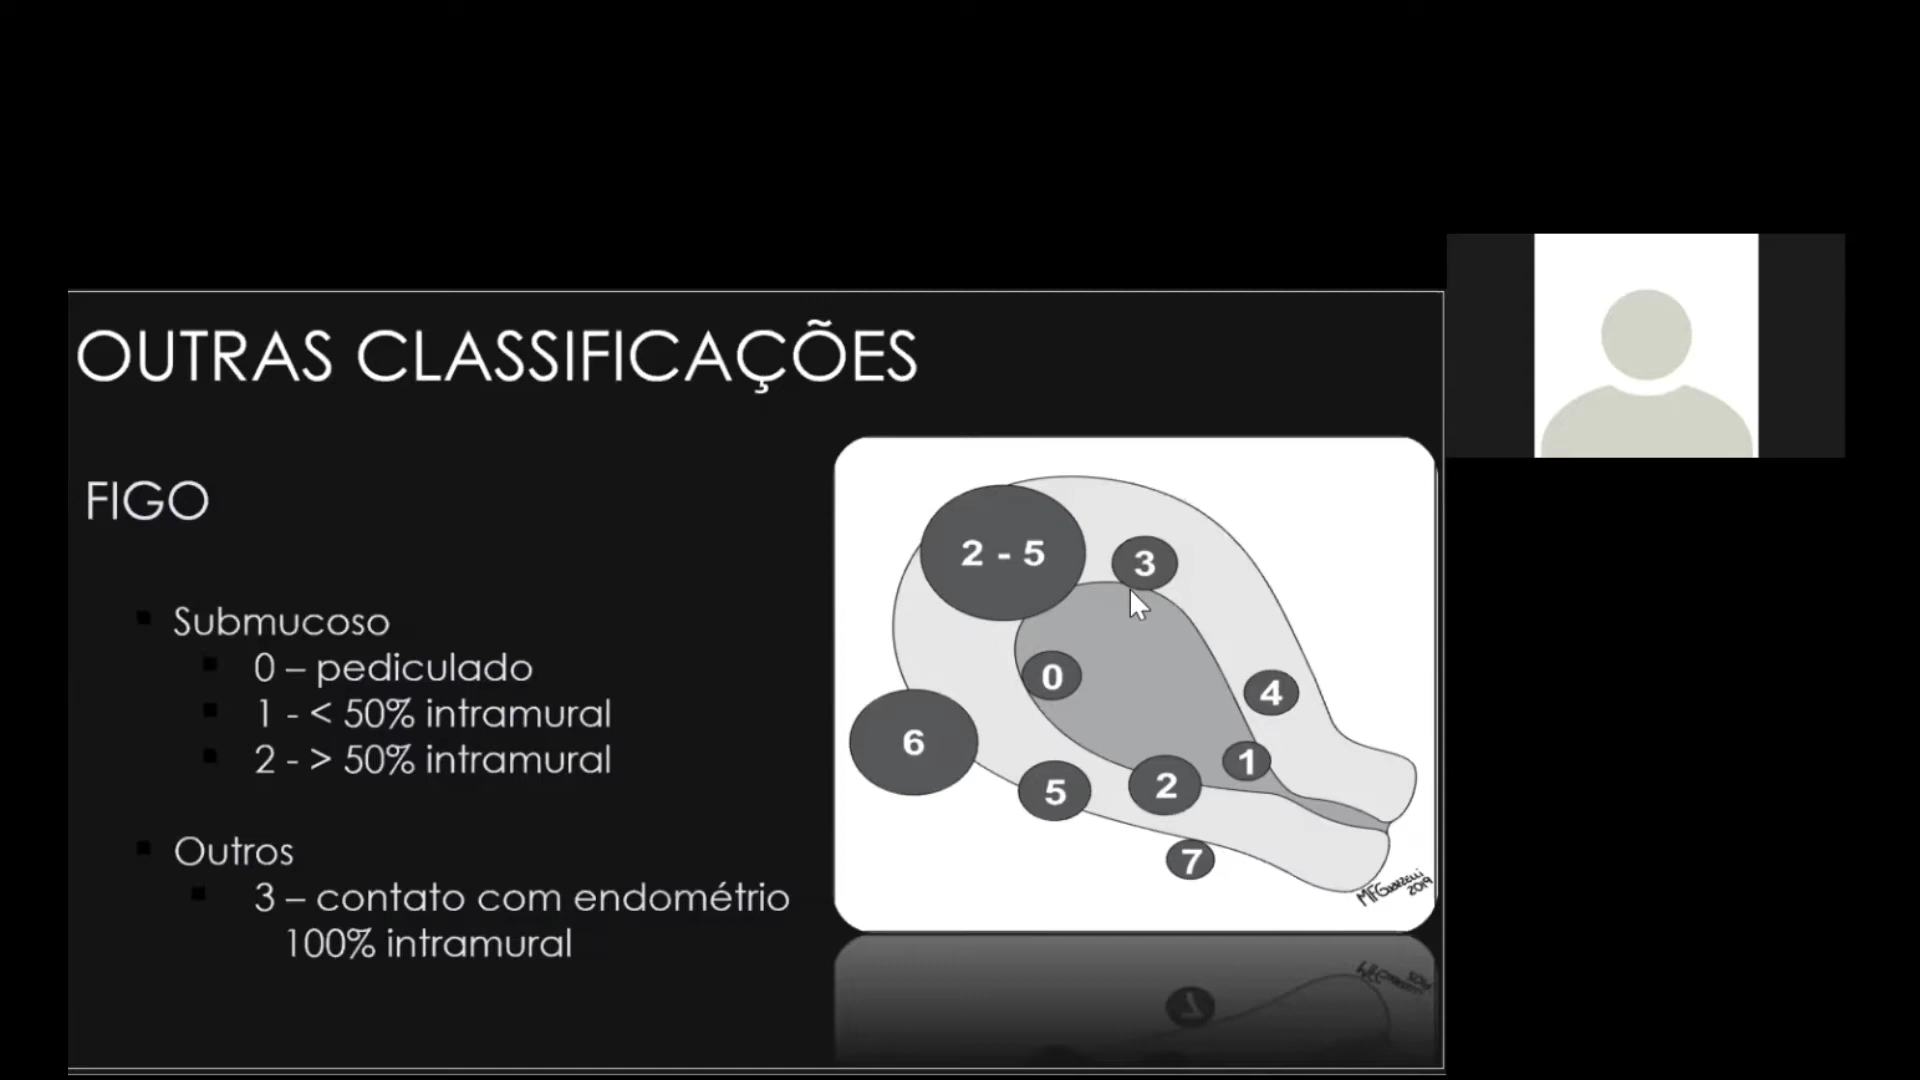 OUTRAS CLASSIFICAÇÕES
FIGO
Submucoso
0 – pediculado
1 - < 50% intramural
2 - > 50% intramural
Outros
3 – contato com endométrio
100% intramural
2 - 5
3
0
4
6
1
5
2
7
2019